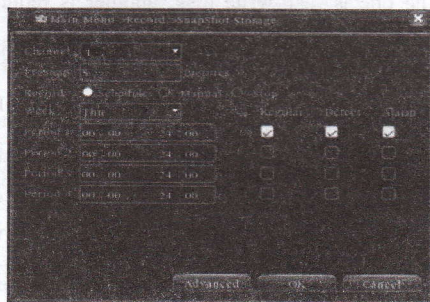 Main Menu >Record >Snapshot Storage
Channel 1
Prerecord 5
Record Schedule Manual Stop
Week Thu Regular Detect Alarm
Period 1 00 : 00 24 : 00
Period 2 00 : 00 24 : 00
Period 3 00 : 00 24 : 00
Period 4 00 : 00 24 : 00
Advanced OK Cancel